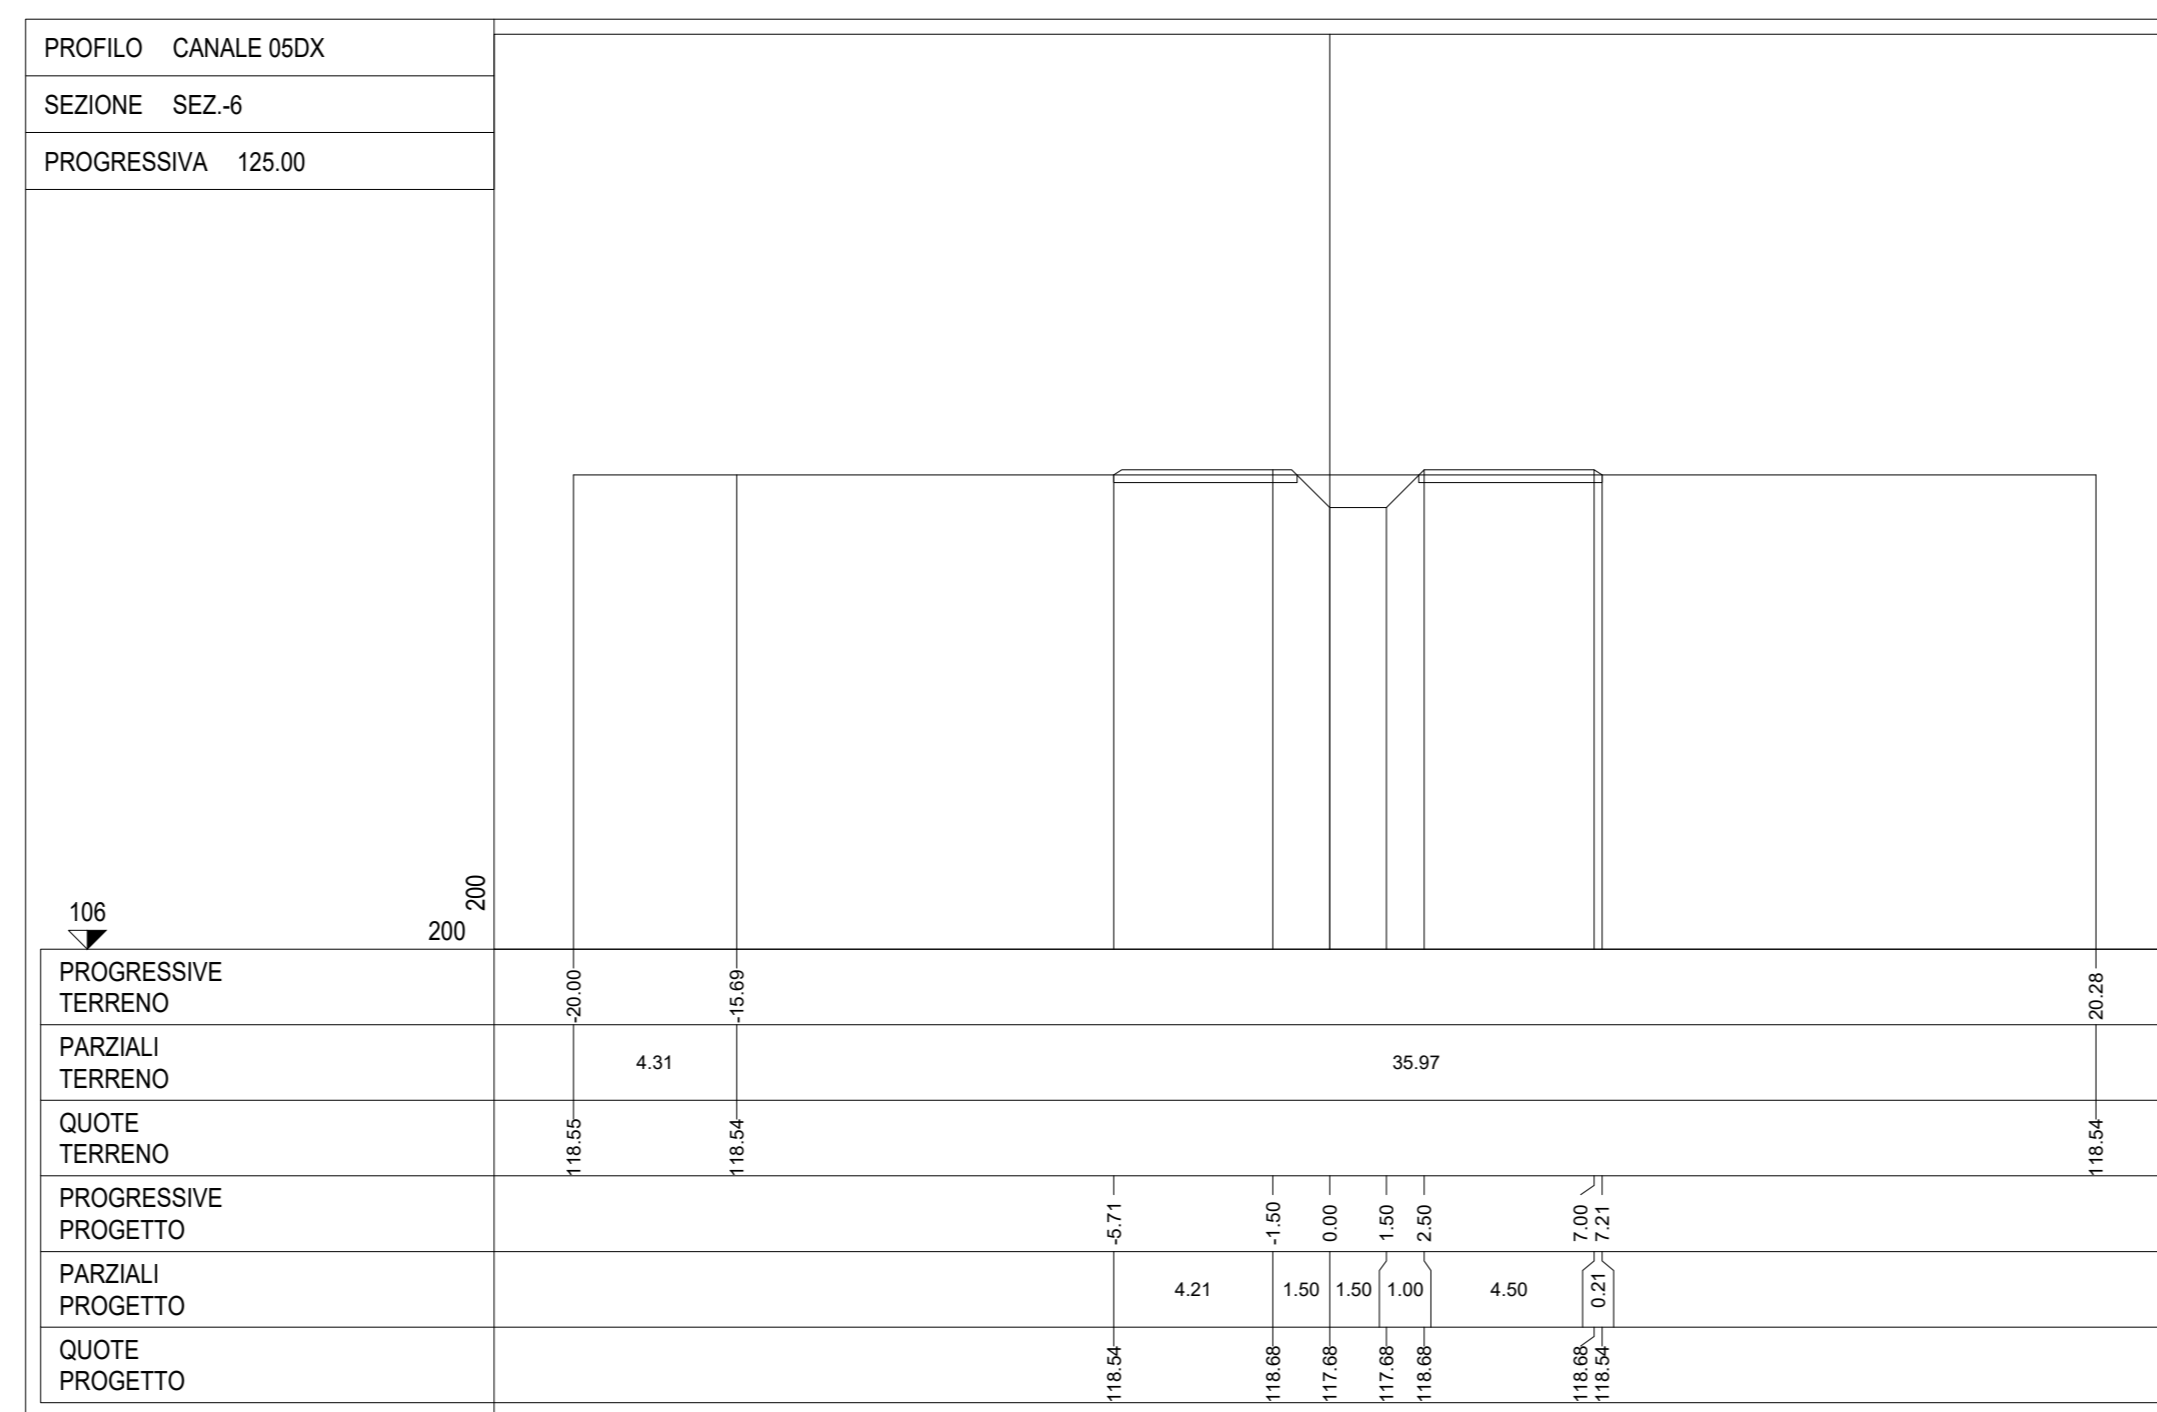 PROFILO CANALE 05DX
SEZIONE SEZ.-6
PROGRESSIVA 125.00
200
106
200
PROGRESSIVE
TERRENO
-20.00 -15.69 20.28
PARZIALI
TERRENO
4.31 35.97
QUOTE
TERRENO
118.55 118.54 118.54
PROGRESSIVE
PROGETTO
-5.71 -1.50 0.00 1.50 2.50 7.00 7.21
PARZIALI
PROGETTO
4.21 1.50 1.50 1.00 4.50 0.21
QUOTE
PROGETTO
118.54 118.68 117.68 117.68 118.68 118.68 118.54